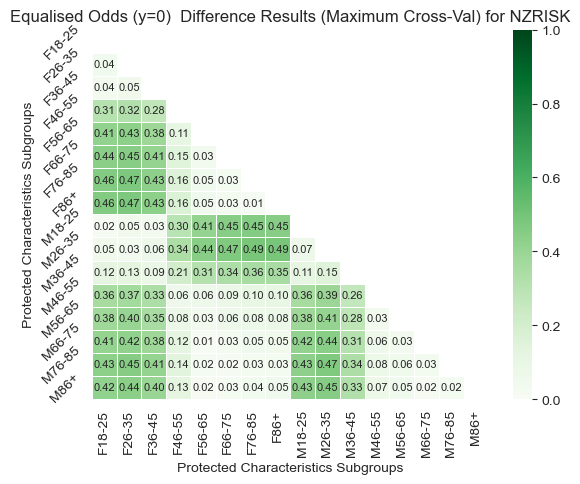 Equalised Odds (y=0)  Difference Results (Maximum Cross-Val) for NZRISK
Protected Characteristics Subgroups
F18-25
F26-35 0.04
F36-45 0.04 0.05
F46-55 0.31 0.32 0.28
F56-65 0.41 0.43 0.38 0.11
F66-75 0.44 0.45 0.41 0.15 0.03
F76-85 0.46 0.47 0.43 0.16 0.05 0.03
F86+ 0.46 0.47 0.43 0.16 0.05 0.03 0.01
M18-25 0.02 0.05 0.03 0.30 0.41 0.45 0.45 0.45
M26-35 0.05 0.03 0.06 0.34 0.44 0.47 0.49 0.49 0.07
M36-45 0.12 0.13 0.09 0.21 0.31 0.34 0.36 0.35 0.11 0.15
M46-55 0.36 0.37 0.33 0.06 0.06 0.09 0.10 0.10 0.36 0.39 0.26
M56-65 0.38 0.40 0.35 0.08 0.03 0.06 0.08 0.08 0.38 0.41 0.28 0.03
M66-75 0.41 0.42 0.38 0.12 0.01 0.03 0.05 0.05 0.42 0.44 0.31 0.06 0.03
M76-85 0.43 0.45 0.41 0.14 0.02 0.02 0.03 0.03 0.43 0.47 0.34 0.08 0.06 0.03
M86+ 0.42 0.44 0.40 0.13 0.02 0.03 0.04 0.05 0.43 0.45 0.33 0.07 0.05 0.02 0.02
F18-25 F26-35 F36-45 F46-55 F56-65 F66-75 F76-85 F86+ M18-25 M26-35 M36-45 M46-55 M56-65 M66-75 M76-85 M86+
Protected Characteristics Subgroups
1.0
0.8
0.6
0.4
0.2
0.0